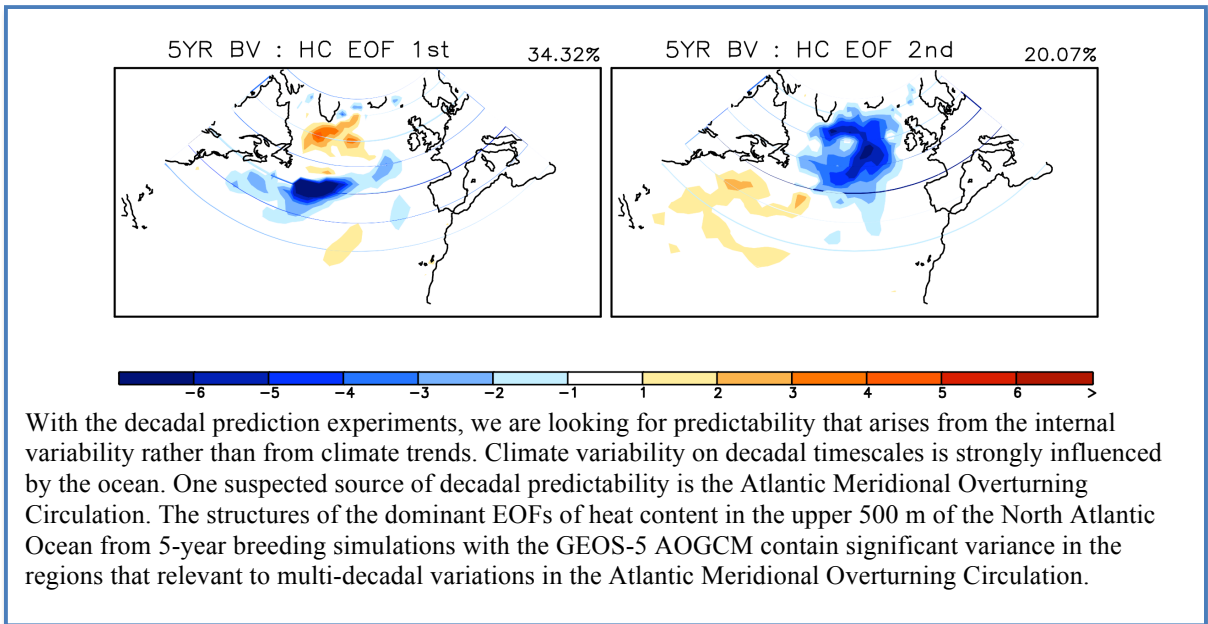 5YR BV : HC EOF 1st 34.32%
5YR BV : HC EOF 2nd 20.07%
-6 -5 -4 -3 -2 -1 1 2 3 4 5 6 >
With the decadal prediction experiments, we are looking for predictability that arises from the internal
variability rather than from climate trends. Climate variability on decadal timescales is strongly influenced
by the ocean. One suspected source of decadal predictability is the Atlantic Meridional Overturning
Circulation. The structures of the dominant EOFs of heat content in the upper 500 m of the North Atlantic
Ocean from 5-year breeding simulations with the GEOS-5 AOGCM contain significant variance in the
regions that relevant to multi-decadal variations in the Atlantic Meridional Overturning Circulation.